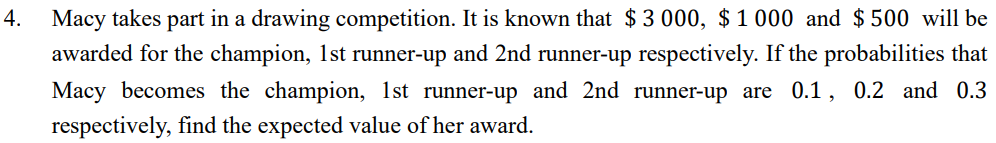 4. Macy takes part in a drawing competition. It is known that $ 3 000, $ 1 000 and $ 500 will be
awarded for the champion, 1st runner-up and 2nd runner-up respectively. If the probabilities that
Macy becomes the champion, 1st runner-up and 2nd runner-up are 0.1 , 0.2 and 0.3
respectively, find the expected value of her award.